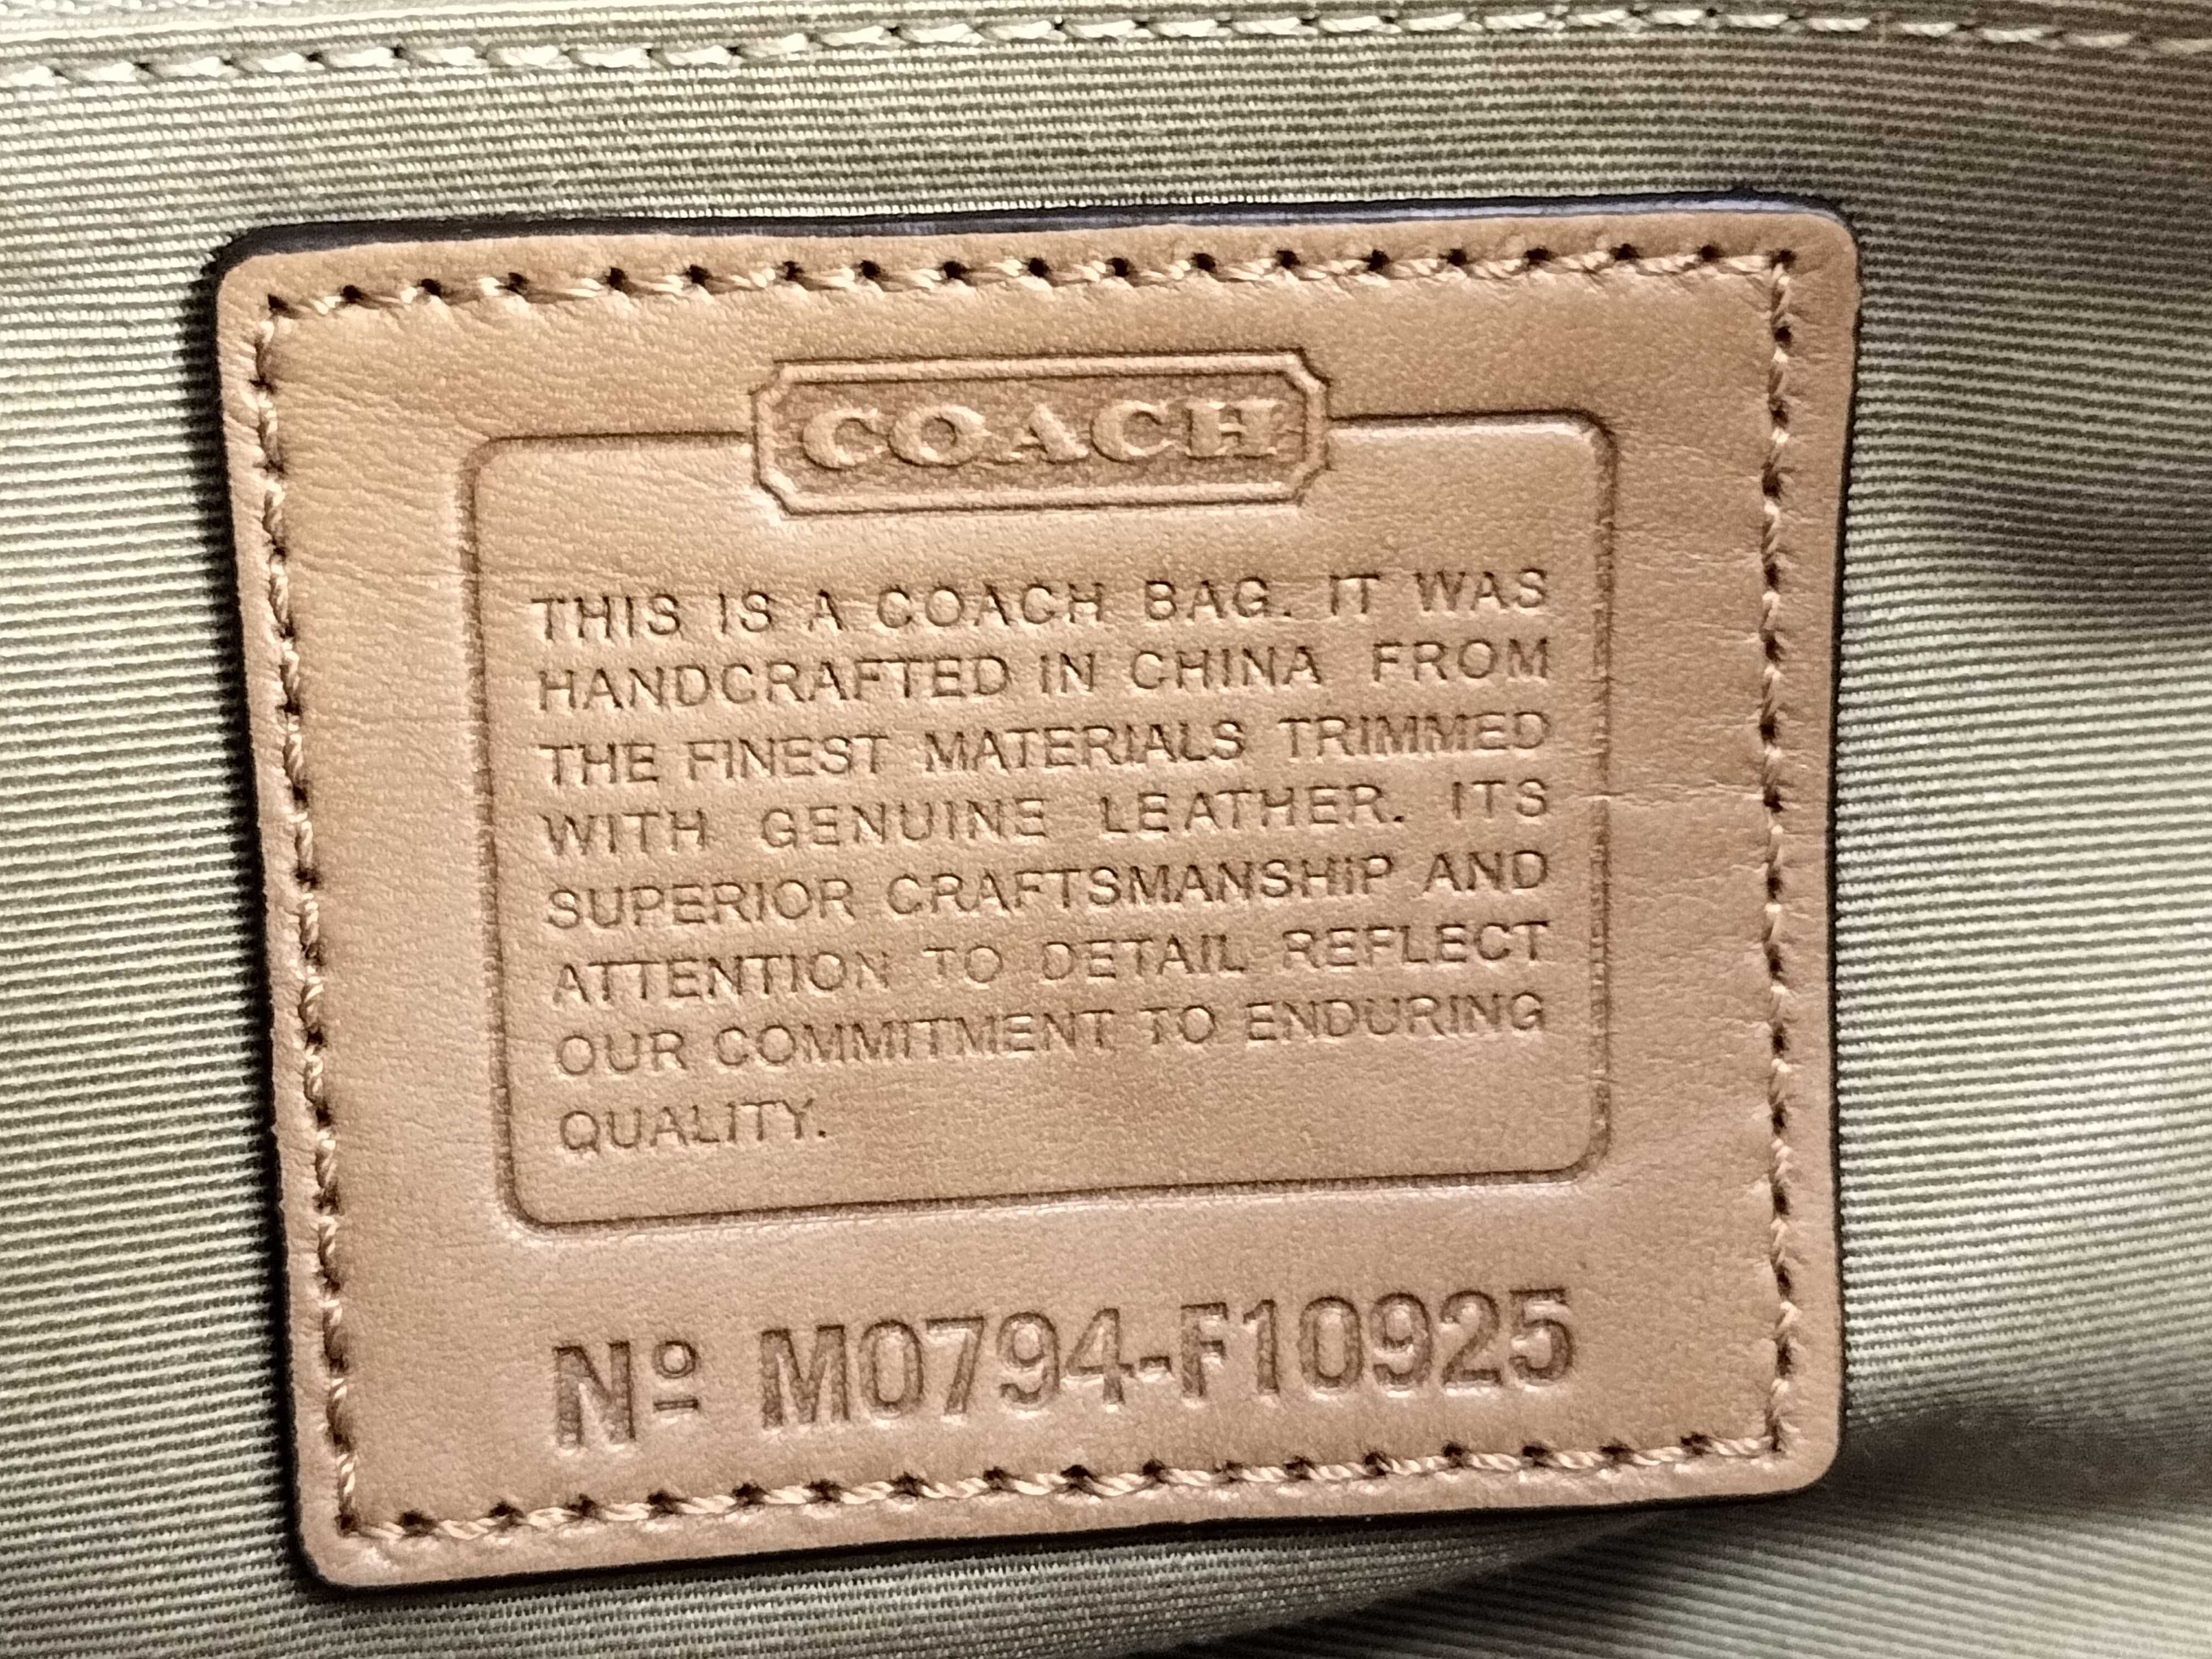 COACH
THIS IS A COACH BAG. IT WAS
HANDCRAFTED IN CHINA FROM
THE FINEST MATERIALS TRIMMED
WITH GENUINE LEATHER. ITS
SUPERIOR CRAFTSMANSHIP AND
ATTENTION TO DETAIL REFLECT
OUR COMMITMENT TO ENDURING
QUALITY.
Nº M0794-F10925